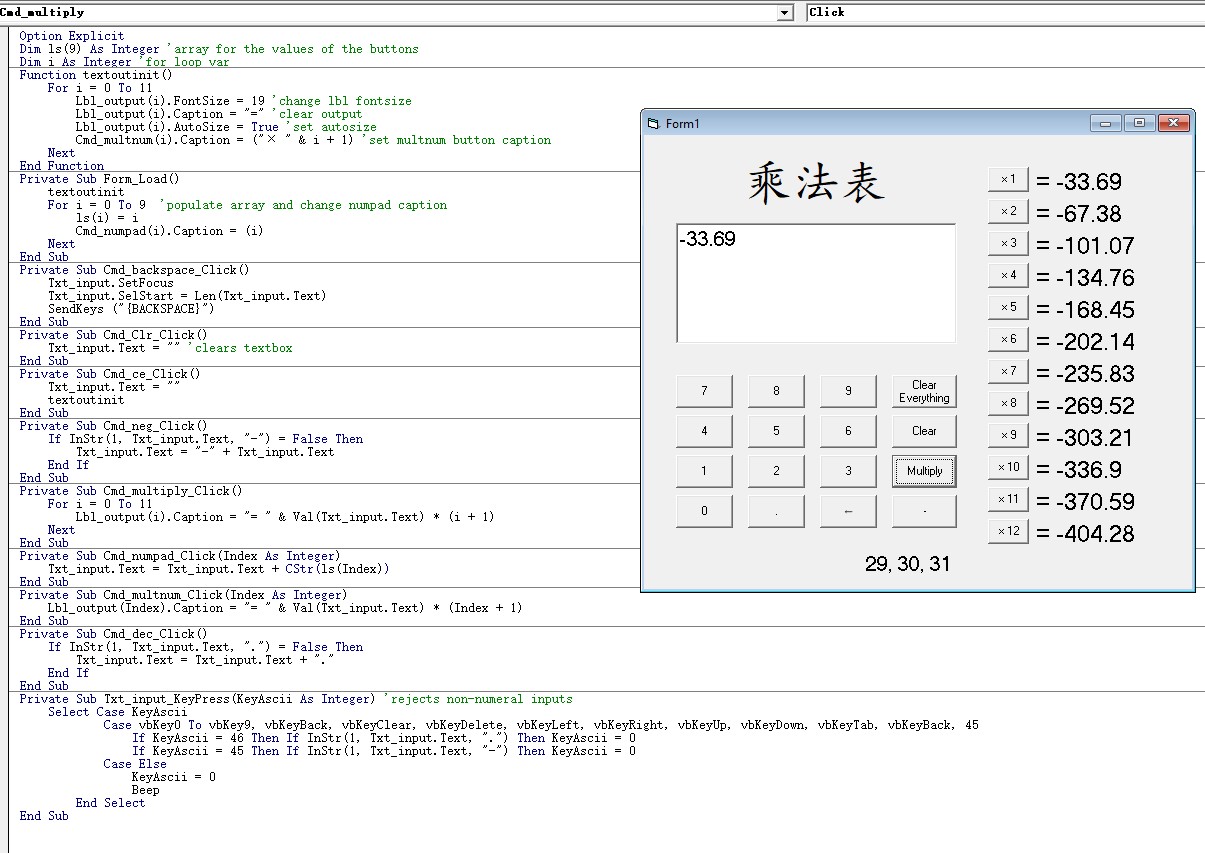 Cmd_multiply
Click
Option Explicit
Dim ls(9) As Integer 'array for the values of the buttons
Dim i As Integer 'for loop var
Function textoutinit()
For i = 0 To 11
Lbl_output(i).FontSize = 19 'change lbl fontsize
Lbl_output(i).Caption = "=" 'clear output
Lbl_output(i).AutoSize = True 'set autosize
Cmd_multnum(i).Caption = ("× " & i + 1) 'set multnum button caption
Next
End Function
Private Sub Form_Load()
textoutinit
For i = 0 To 9  'populate array and change numpad caption
ls(i) = i
Cmd_numpad(i).Caption = (i)
Next
End Sub
Private Sub Cmd_backspace_Click()
Txt_input.SetFocus
Txt_input.SelStart = Len(Txt_input.Text)
SendKeys ("{BACKSPACE}")
End Sub
Private Sub Cmd_Clr_Click()
Txt_input.Text = "" 'clears textbox
End Sub
Private Sub Cmd_ce_Click()
Txt_input.Text = ""
textoutinit
End Sub
Private Sub Cmd_neg_Click()
If InStr(1, Txt_input.Text, "-") = False Then
Txt_input.Text = "-" + Txt_input.Text
End If
End Sub
Private Sub Cmd_multiply_Click()
For i = 0 To 11
Lbl_output(i).Caption = "= " & Val(Txt_input.Text) * (i + 1)
Next
End Sub
Private Sub Cmd_numpad_Click(Index As Integer)
Txt_input.Text = Txt_input.Text + CStr(ls(Index))
End Sub
Private Sub Cmd_multnum_Click(Index As Integer)
Lbl_output(Index).Caption = "= " & Val(Txt_input.Text) * (Index + 1)
End Sub
Private Sub Cmd_dec_Click()
If InStr(1, Txt_input.Text, ".") = False Then
Txt_input.Text = Txt_input.Text + "."
End If
End Sub
Private Sub Txt_input_KeyPress(KeyAscii As Integer) 'rejects non-numeral inputs
Select Case KeyAscii
Case vbKey0 To vbKey9, vbKeyBack, vbKeyClear, vbKeyDelete, vbKeyLeft, vbKeyRight, vbKeyUp, vbKeyDown, vbKeyTab, vbKeyBack, 45
If KeyAscii = 46 Then If InStr(1, Txt_input.Text, ".") Then KeyAscii = 0
If KeyAscii = 45 Then If InStr(1, Txt_input.Text, "-") Then KeyAscii = 0
Case Else
KeyAscii = 0
Beep
End Select
End Sub
Form1
乘法表
-33.69
7 8 9 Clear Everything
4 5 6 Clear
1 2 3 Multiply
0 . ← -
29, 30, 31
×1 = -33.69
×2 = -67.38
×3 = -101.07
×4 = -134.76
×5 = -168.45
×6 = -202.14
×7 = -235.83
×8 = -269.52
×9 = -303.21
×10 = -336.9
×11 = -370.59
×12 = -404.28